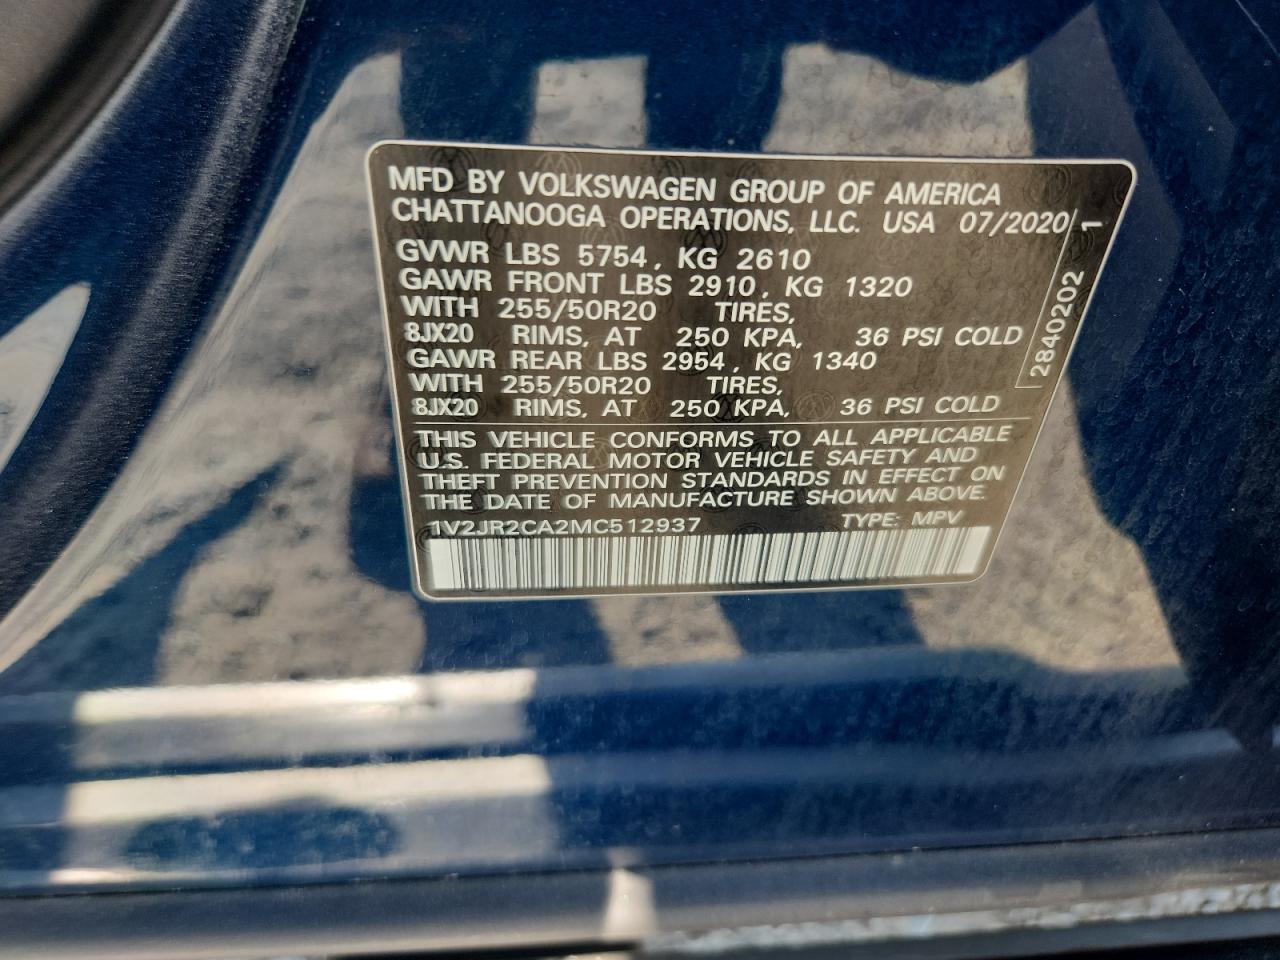 MFD BY VOLKSWAGEN GROUP OF AMERICA
CHATTANOOGA OPERATIONS, LLC. USA 07/2020
GVWR LBS 5754, KG 2610
GAWR FRONT LBS 2910, KG 1320
WITH 255/50R20 TIRES,
8JX20 RIMS, AT 250 KPA, 36 PSI COLD
GAWR REAR LBS 2954, KG 1340
WITH 255/50R20 TIRES,
8JX20 RIMS, AT 250 KPA, 36 PSI COLD
2840202 1
THIS VEHICLE CONFORMS TO ALL APPLICABLE
U.S. FEDERAL MOTOR VEHICLE SAFETY AND
THEFT PREVENTION STANDARDS IN EFFECT ON
THE DATE OF MANUFACTURE SHOWN ABOVE.
1V2JR2CA2MC512937 TYPE: MPV